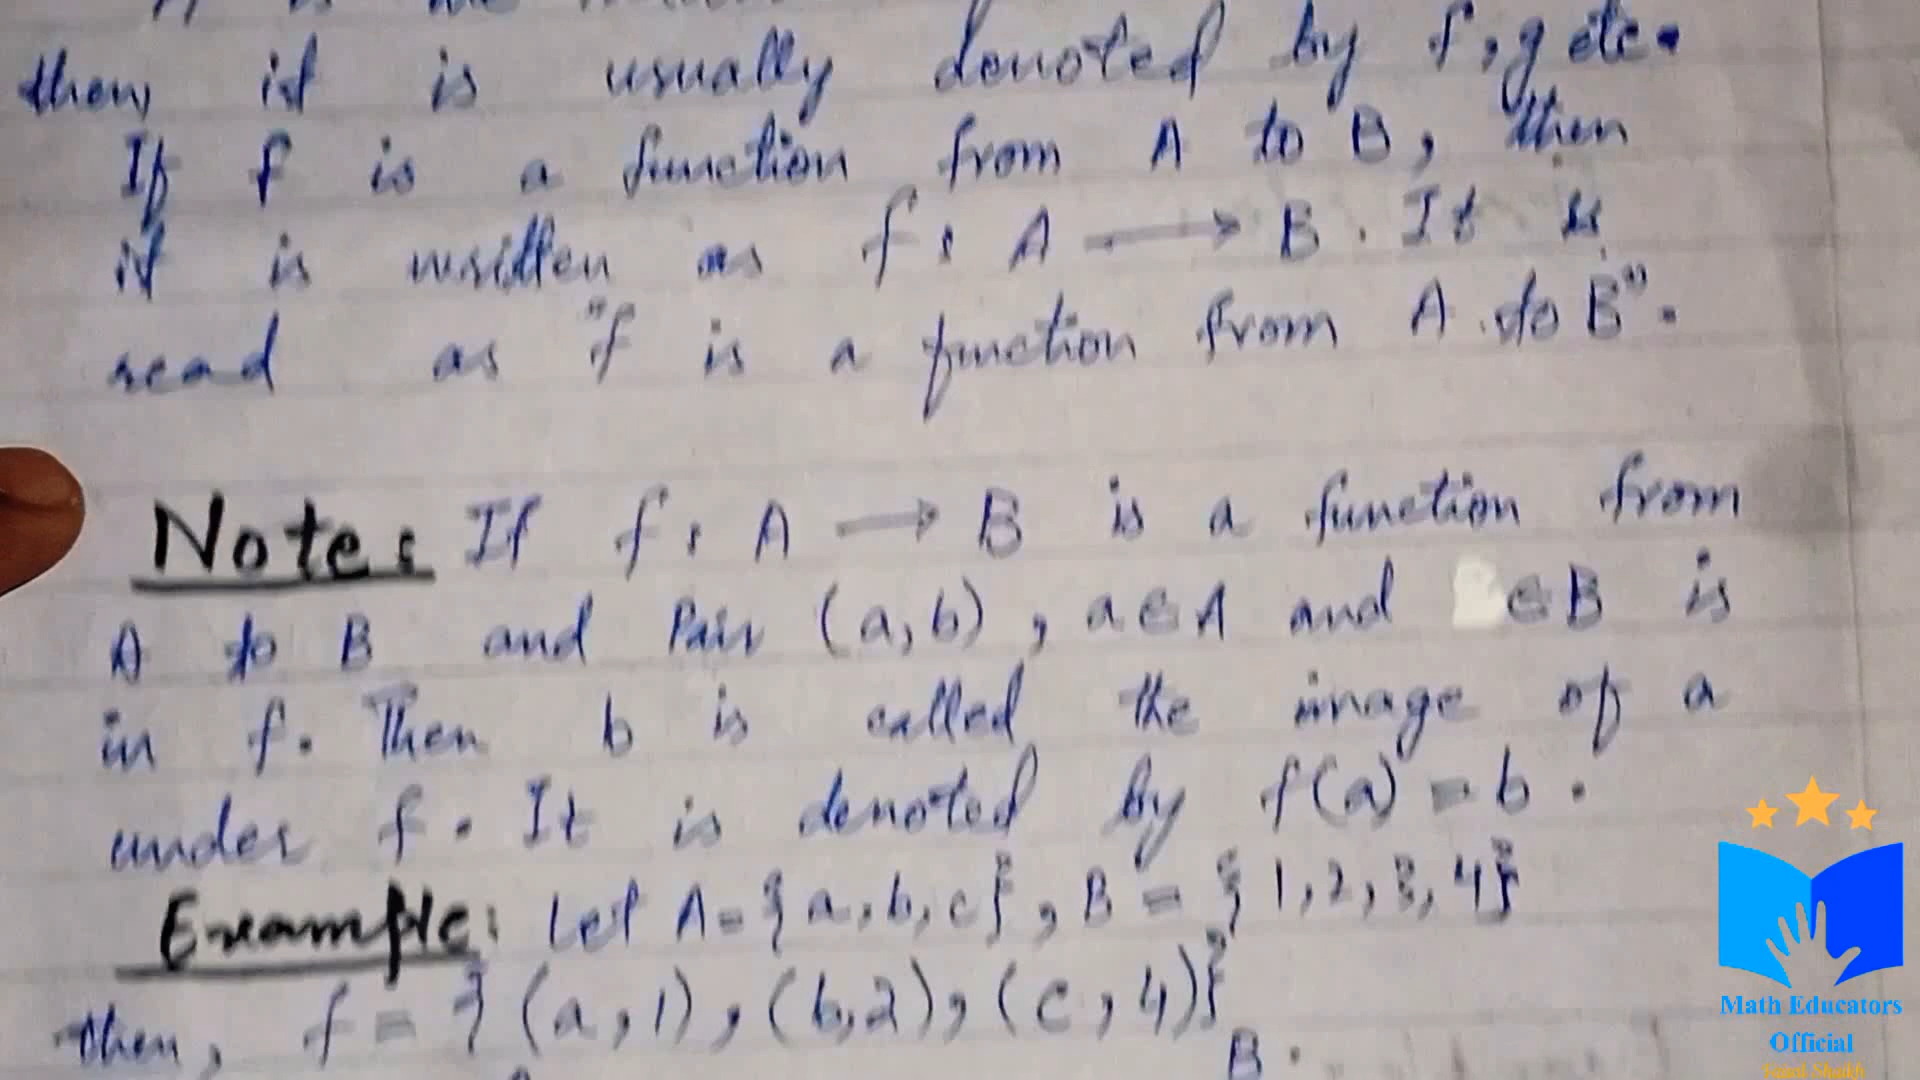 then, it is usually denoted by f, g etc.
If f is a function from A to B, then
it is written as f : A → B. It is
read as "f is a function from A to B".
Note: If f : A → B is a function from
A to B and Pair (a, b), a ∈ A and ∈ B is
in f. Then b is called the image of a
under f. It is denoted by f(a) = b.
Example: Let A = {a, b, c}, B = {1, 2, 3, 4}
then, f = {(a, 1), (b, 2), (c, 4)}
B.
Math Educators
Official